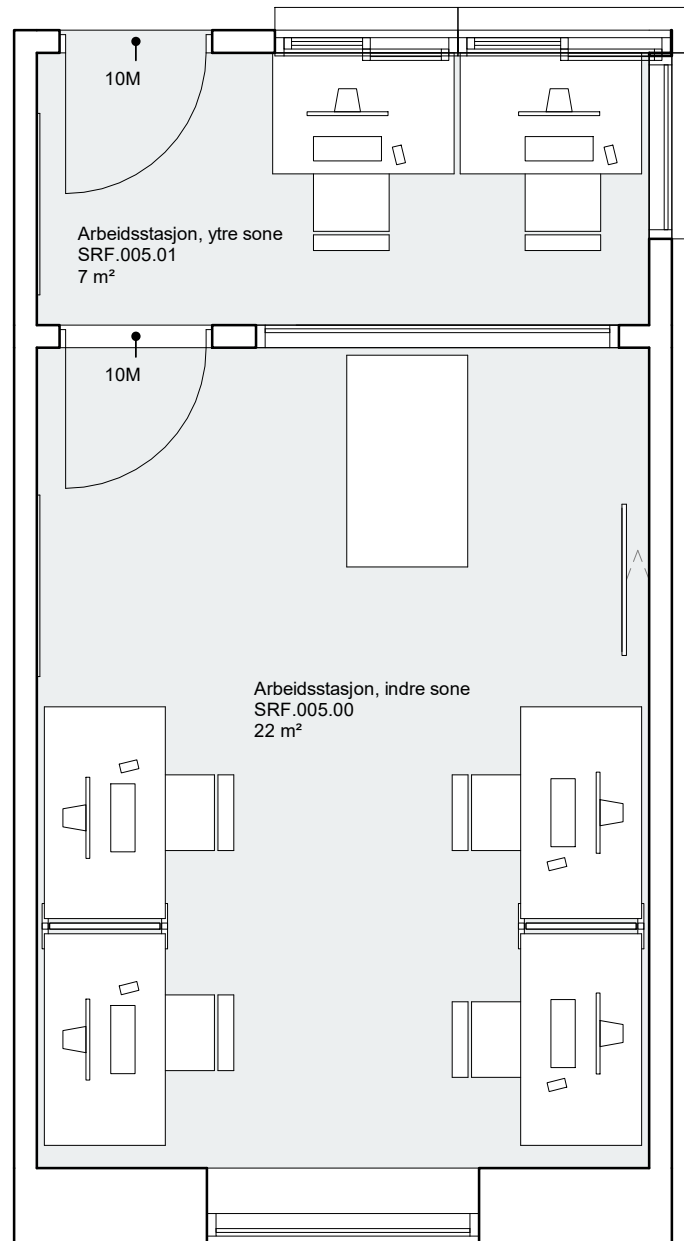 10M
Arbeidsstasjon, ytre sone
SRF.005.01
7 m²
10M
Arbeidsstasjon, indre sone
SRF.005.00
22 m²